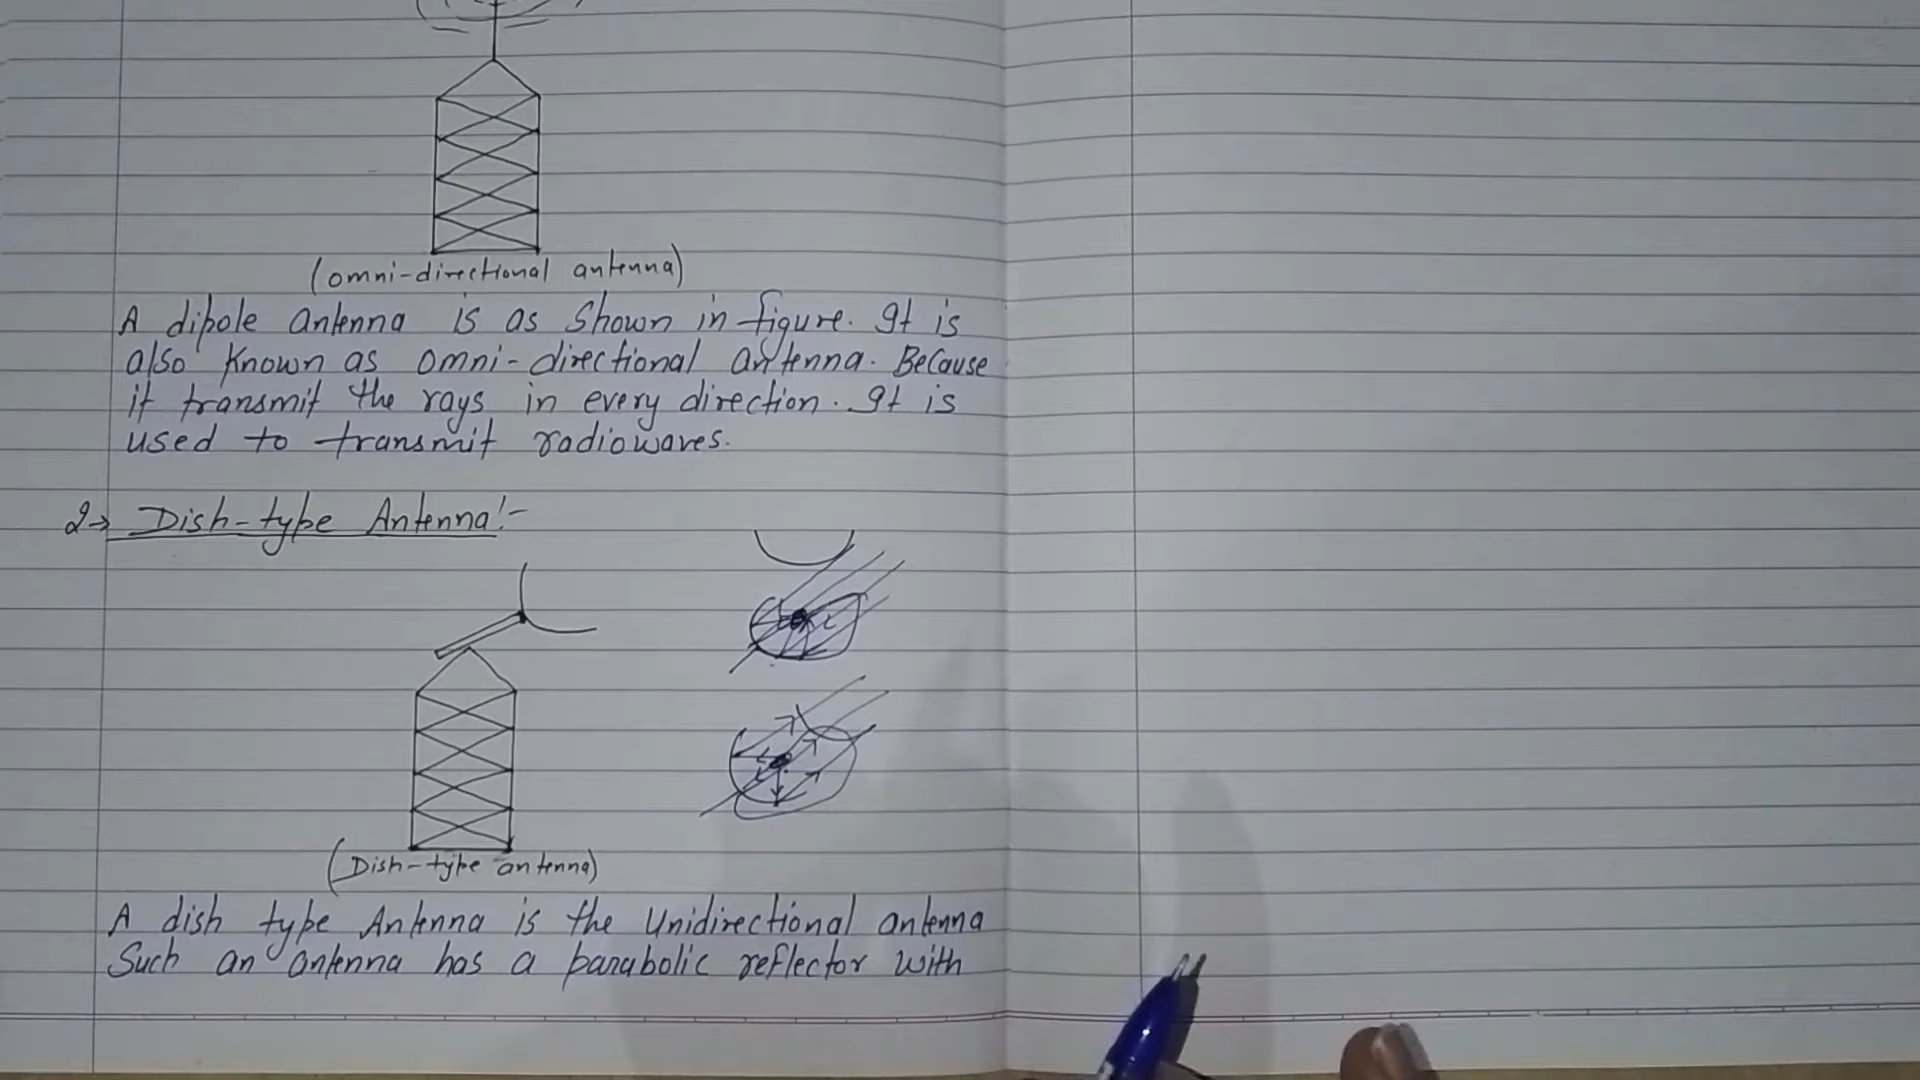 (omni-directional antenna)
A dipole antenna is as shown in figure. It is
also known as omni-directional antenna. Because
it transmit the rays in every direction. It is
used to transmit radiowaves.
2→ Dish-type Antenna:-
(Dish-type antenna)
A dish type Antenna is the Unidirectional antenna
Such an antenna has a parabolic reflector with